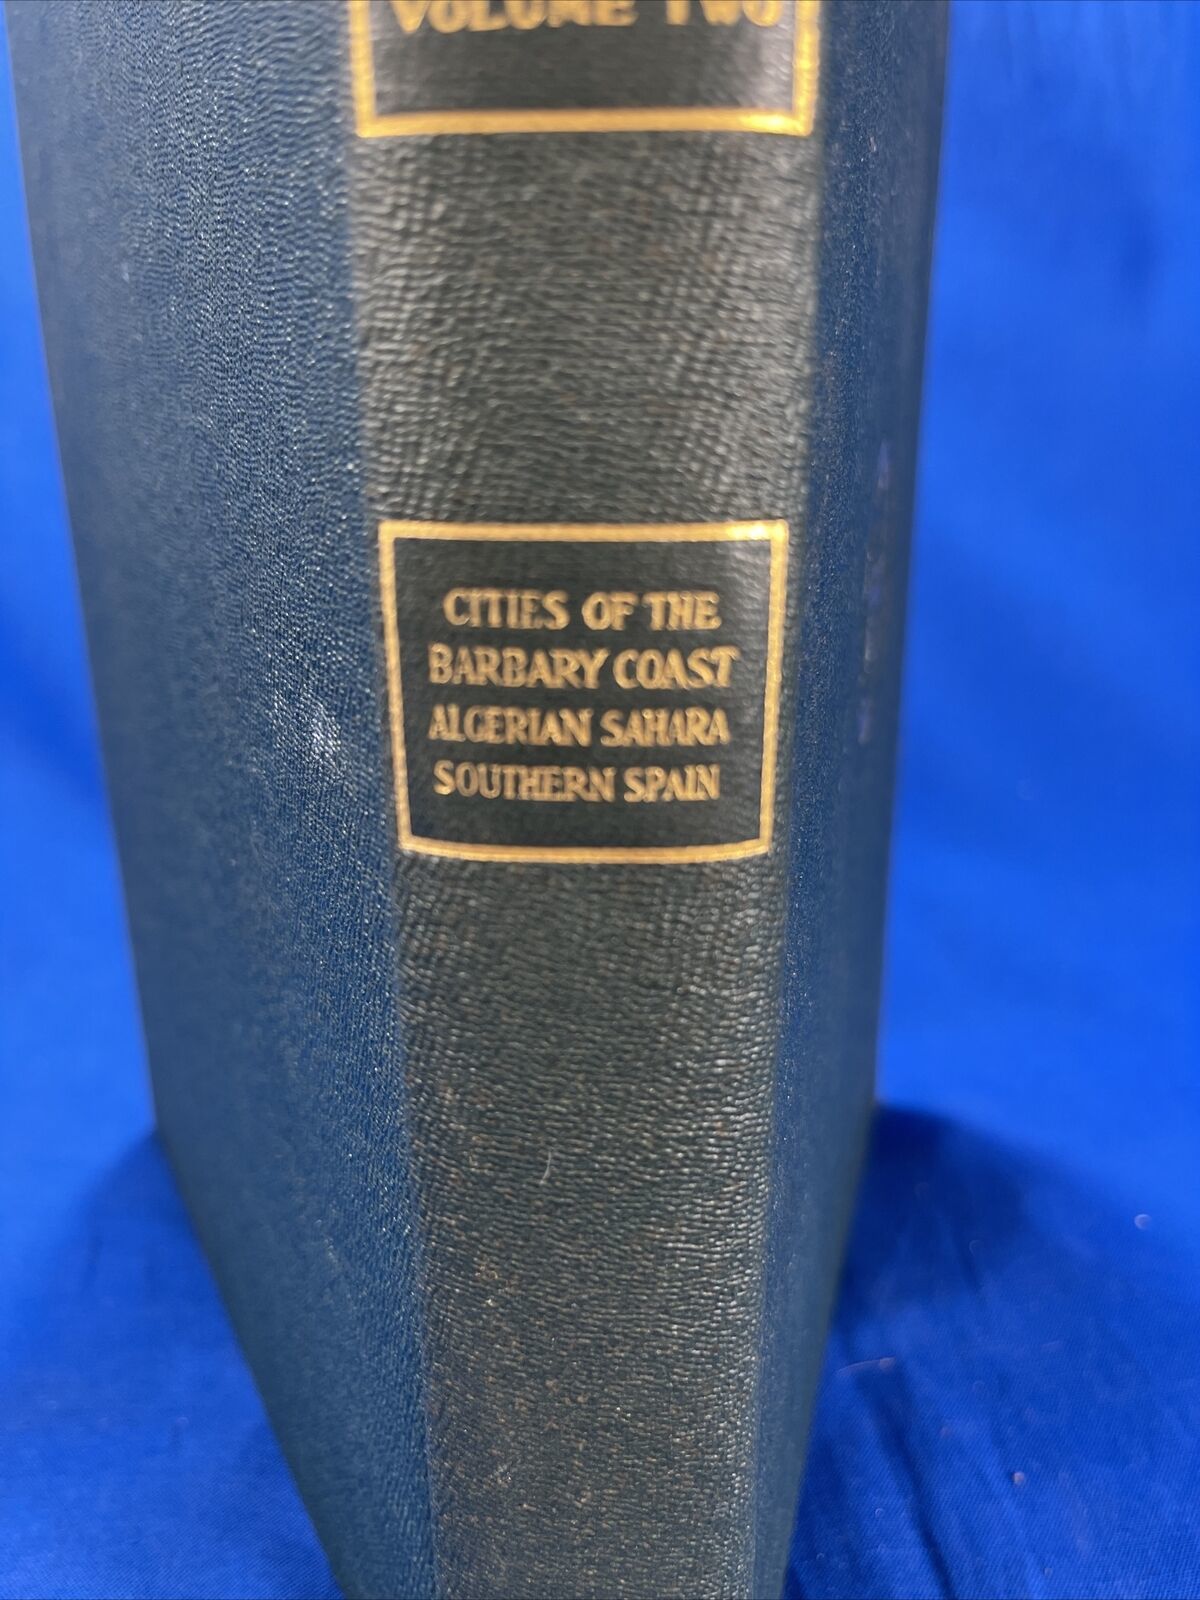 VOLUME TWO
CITIES OF THE
BARBARY COAST
ALGERIAN SAHARA
SOUTHERN SPAIN